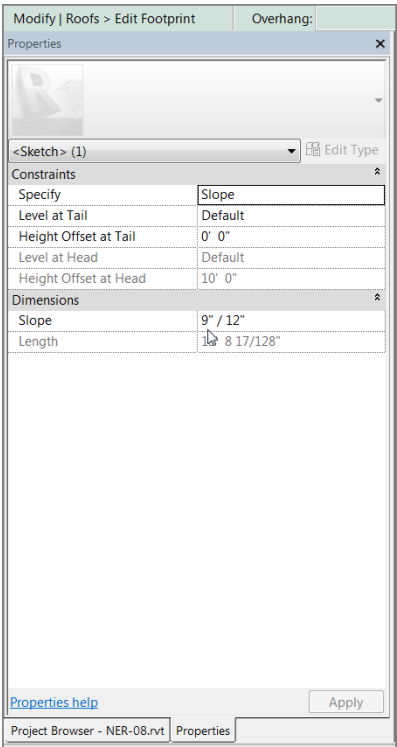 Modify | Roofs > Edit Footprint Overhang:
Properties
<Sketch> (1) Edit Type
Constraints
Specify Slope
Level at Tail Default
Height Offset at Tail 0' 0"
Level at Head Default
Height Offset at Head 10' 0"
Dimensions
Slope 9" / 12"
Length 8 17/128"
Properties help Apply
Project Browser - NER-08.rvt Properties